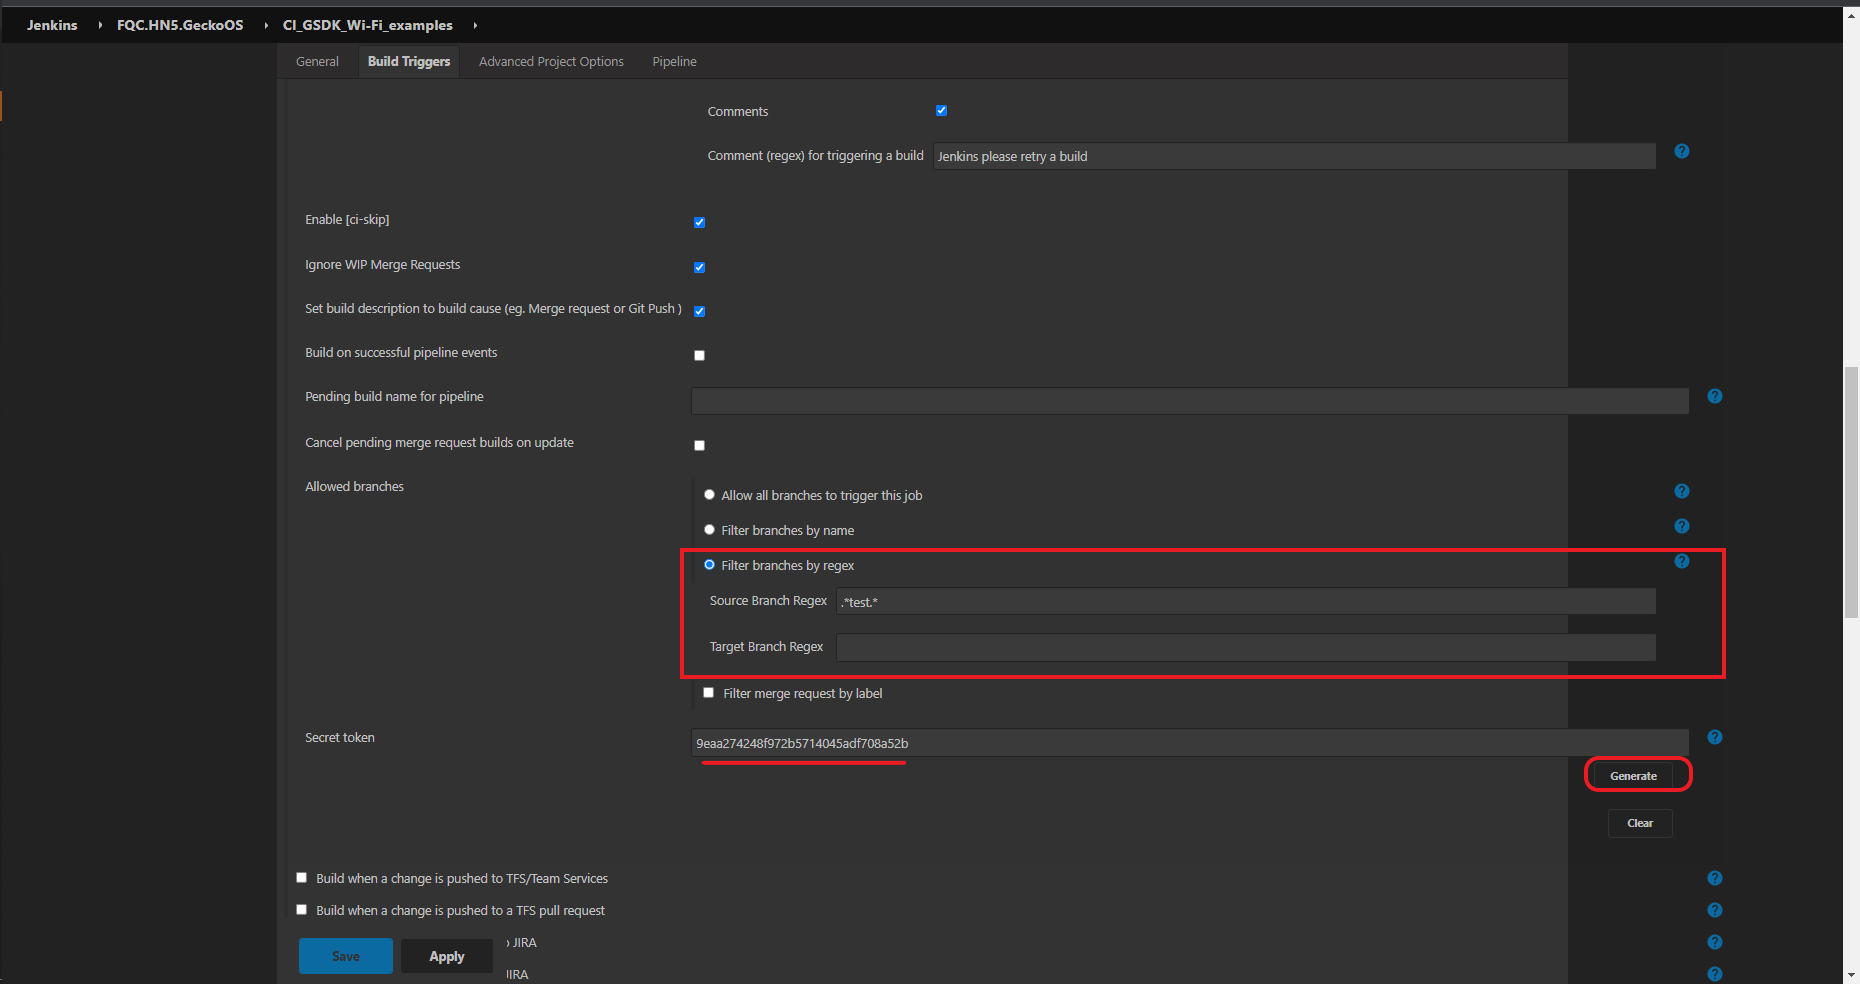 Jenkins FQC.HN5.GeckoOS CI_GSDK_Wi-Fi_examples
General Build Triggers Advanced Project Options Pipeline
Comments
Comment (regex) for triggering a build Jenkins please retry a build
Enable [ci-skip]
Ignore WIP Merge Requests
Set build description to build cause (eg. Merge request or Git Push )
Build on successful pipeline events
Pending build name for pipeline
Cancel pending merge request builds on update
Allowed branches
Allow all branches to trigger this job
Filter branches by name
Filter branches by regex
Source Branch Regex .*test.*
Target Branch Regex
Filter merge request by label
Secret token 9eaa274248f972b5714045adf708a52b
Generate
Clear
Build when a change is pushed to TFS/Team Services
Build when a change is pushed to a TFS pull request
JIRA
Save Apply
JIRA